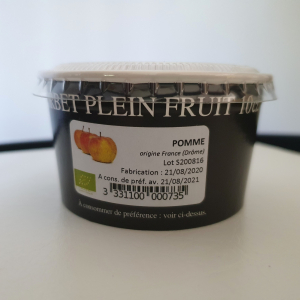 BET PLEIN FRUIT 10c
POMME
origine France (Drôme)
Lot S200816
Fabrication : 21/08/2020
A cons. de préf. av. 21/08/2021
3 331100 000735
A consommer de préférence : voir ci-dessus.